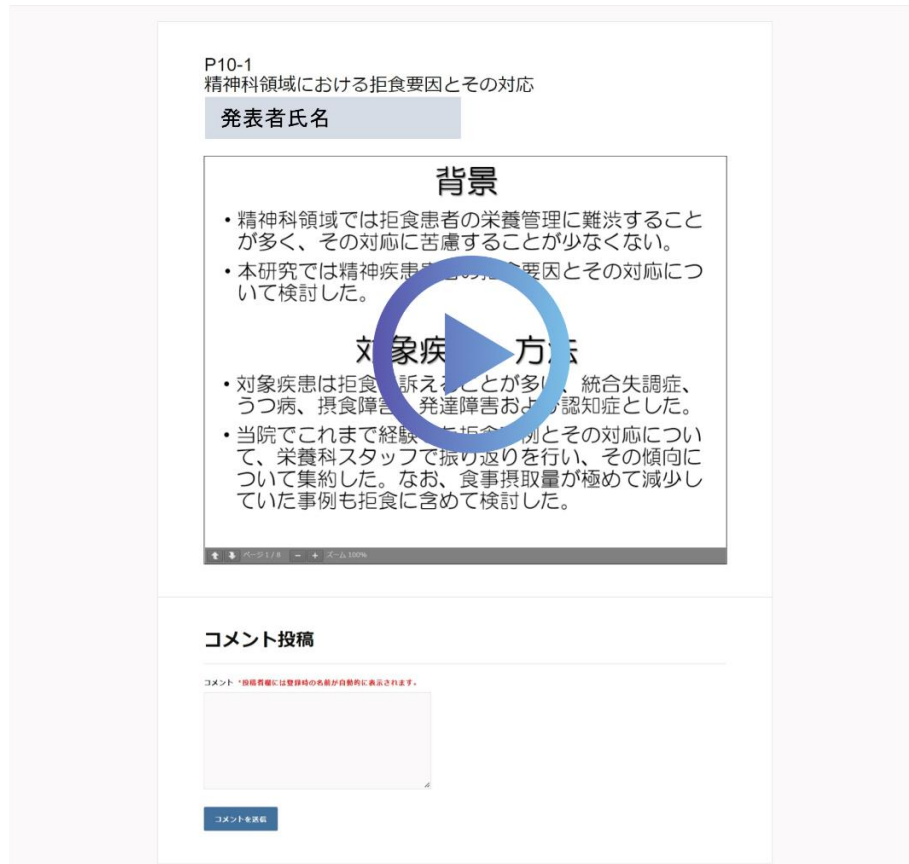 P10-1
精神科領域における拒食要因とその対応
発表者氏名
背景
・精神科領域では拒食患者の栄養管理に難渋すること
が多く、その対応に苦慮することが少なくない。
・本研究では精神疾患の拒食要因とその対応につ
いて検討した。
対象疾 方法
・対象疾患は拒食 訴えることが多い、統合失調症、
うつ病、摂食障害、発達障害および認知症とした。
・当院でこれまで経験 拒食 例とその対応につい
て、栄養科スタッフで振り返りを行い、その傾向に
ついて集約した。なお、食事摂取量が極めて減少し
ていた事例も拒食に含めて検討した。
ページ 1 / 8 ズーム 100%
コメント投稿
コメント *投稿者欄には登録時の名前が自動的に表示されます。
コメントを送信